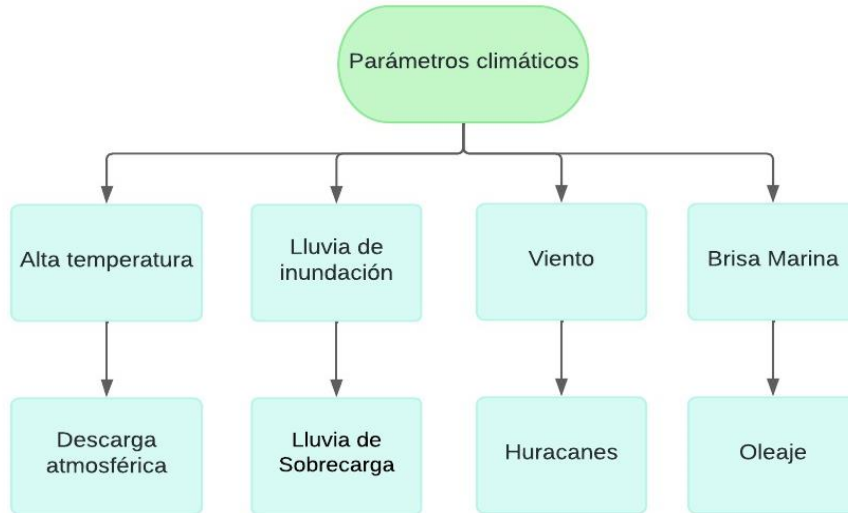 Parámetros climáticos
Alta temperatura
Lluvia de
inundación
Viento
Brisa Marina
Descarga
atmosférica
Lluvia de
Sobrecarga
Huracanes
Oleaje